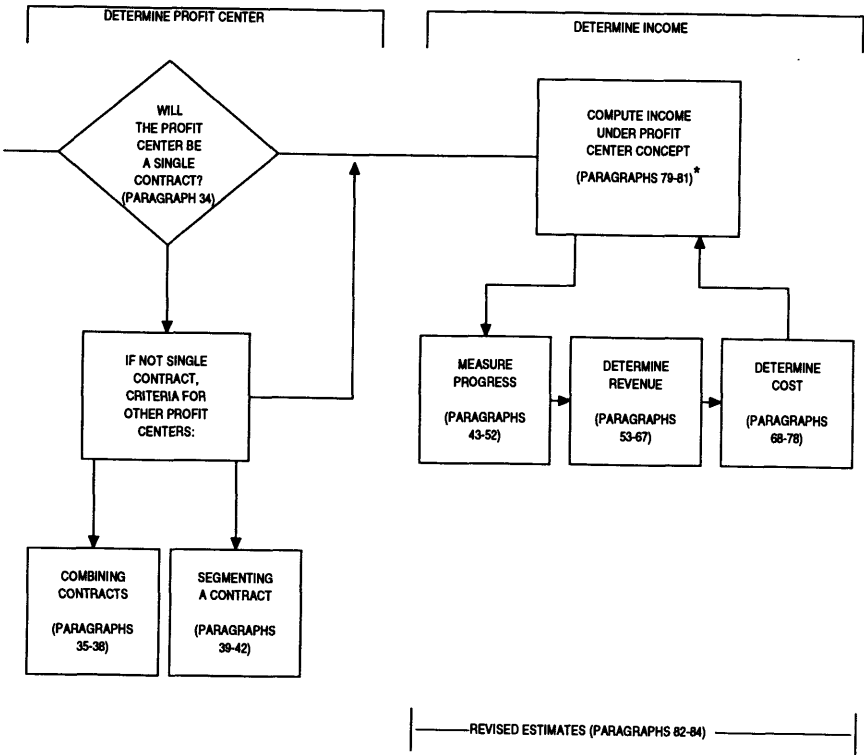 DETERMINE PROFIT CENTER
DETERMINE INCOME
WILL
THE PROFIT
CENTER BE
A SINGLE
CONTRACT?
(PARAGRAPH 34)
COMPUTE INCOME
UNDER PROFIT
CENTER CONCEPT
(PARAGRAPHS 79-81)*
IF NOT SINGLE
CONTRACT,
CRITERIA FOR
OTHER PROFIT
CENTERS:
MEASURE
PROGRESS
(PARAGRAPHS
43-52)
DETERMINE
REVENUE
(PARAGRAPHS
53-67)
DETERMINE
COST
(PARAGRAPHS
68-78)
COMBINING
CONTRACTS
(PARAGRAPHS
35-38)
SEGMENTING
A CONTRACT
(PARAGRAPHS
39-42)
REVISED ESTIMATES (PARAGRAPHS 82-84)